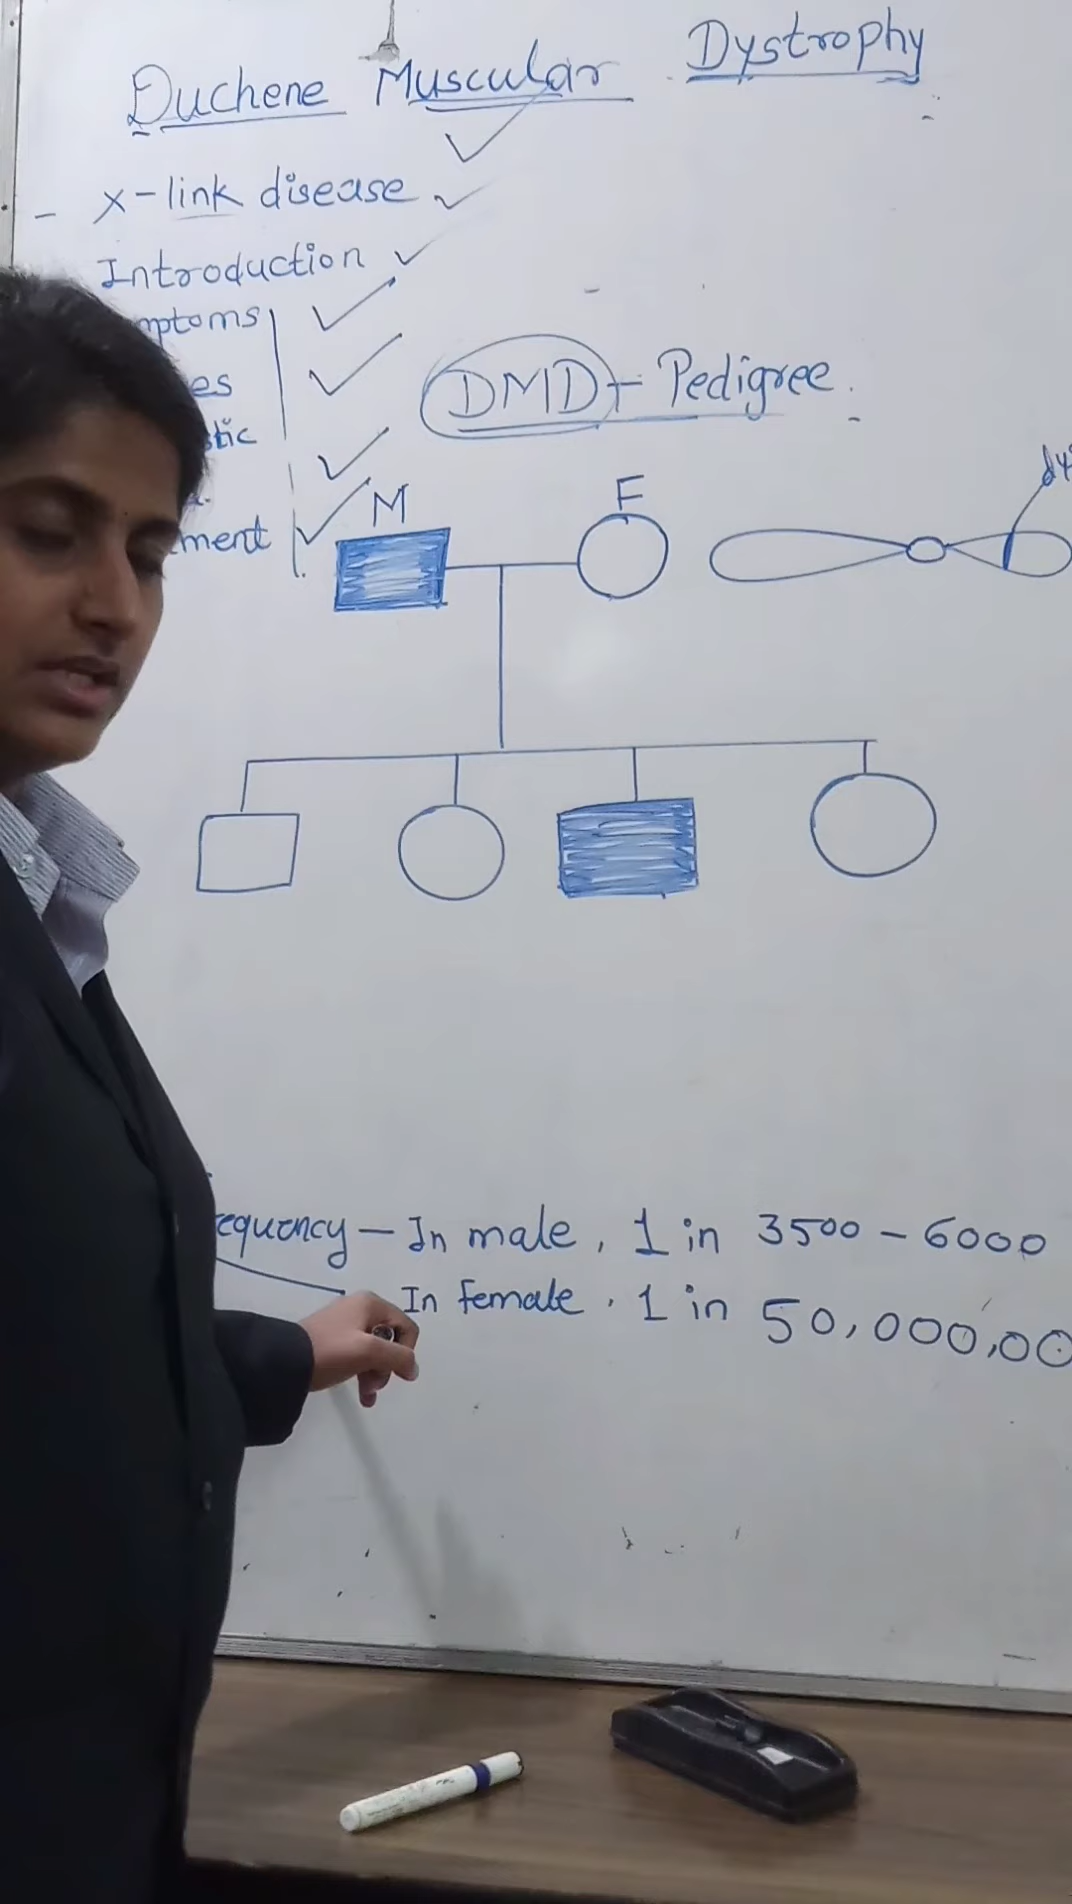 Duchene Muscular Dystrophy
- X-link disease
Introduction
mptoms
es
stic
ment
DMD - Pedigree.
M
F
equency - In male, 1 in 3500 - 6000
In female, 1 in 50,000,00